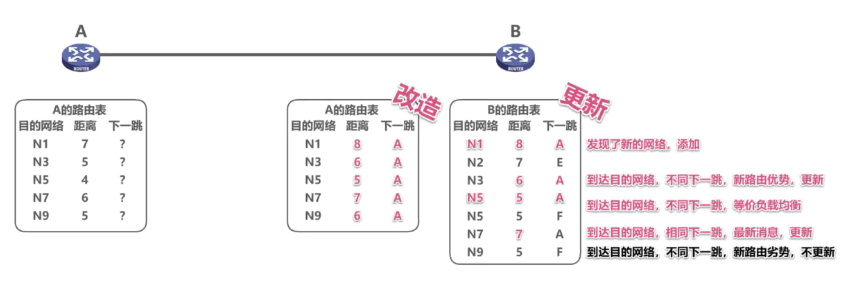 A
B
ROUTER
ROUTER
A的路由表
目的网络 距离 下一跳
N1 7 ?
N3 5 ?
N5 4 ?
N7 6 ?
N9 5 ?
改造
A的路由表
目的网络 距离 下一跳
N1 8 A
N3 6 A
N5 5 A
N7 7 A
N9 6 A
更新
B的路由表
目的网络 距离 下一跳
N1 8 A 发现了新的网络，添加
N2 7 E
N3 6 A 到达目的网络，不同下一跳，新路由优势，更新
N5 5 A 到达目的网络，不同下一跳，等价负载均衡
N5 5 F
N7 7 A 到达目的网络，相同下一跳，最新消息，更新
N9 5 F 到达目的网络，不同下一跳，新路由劣势，不更新